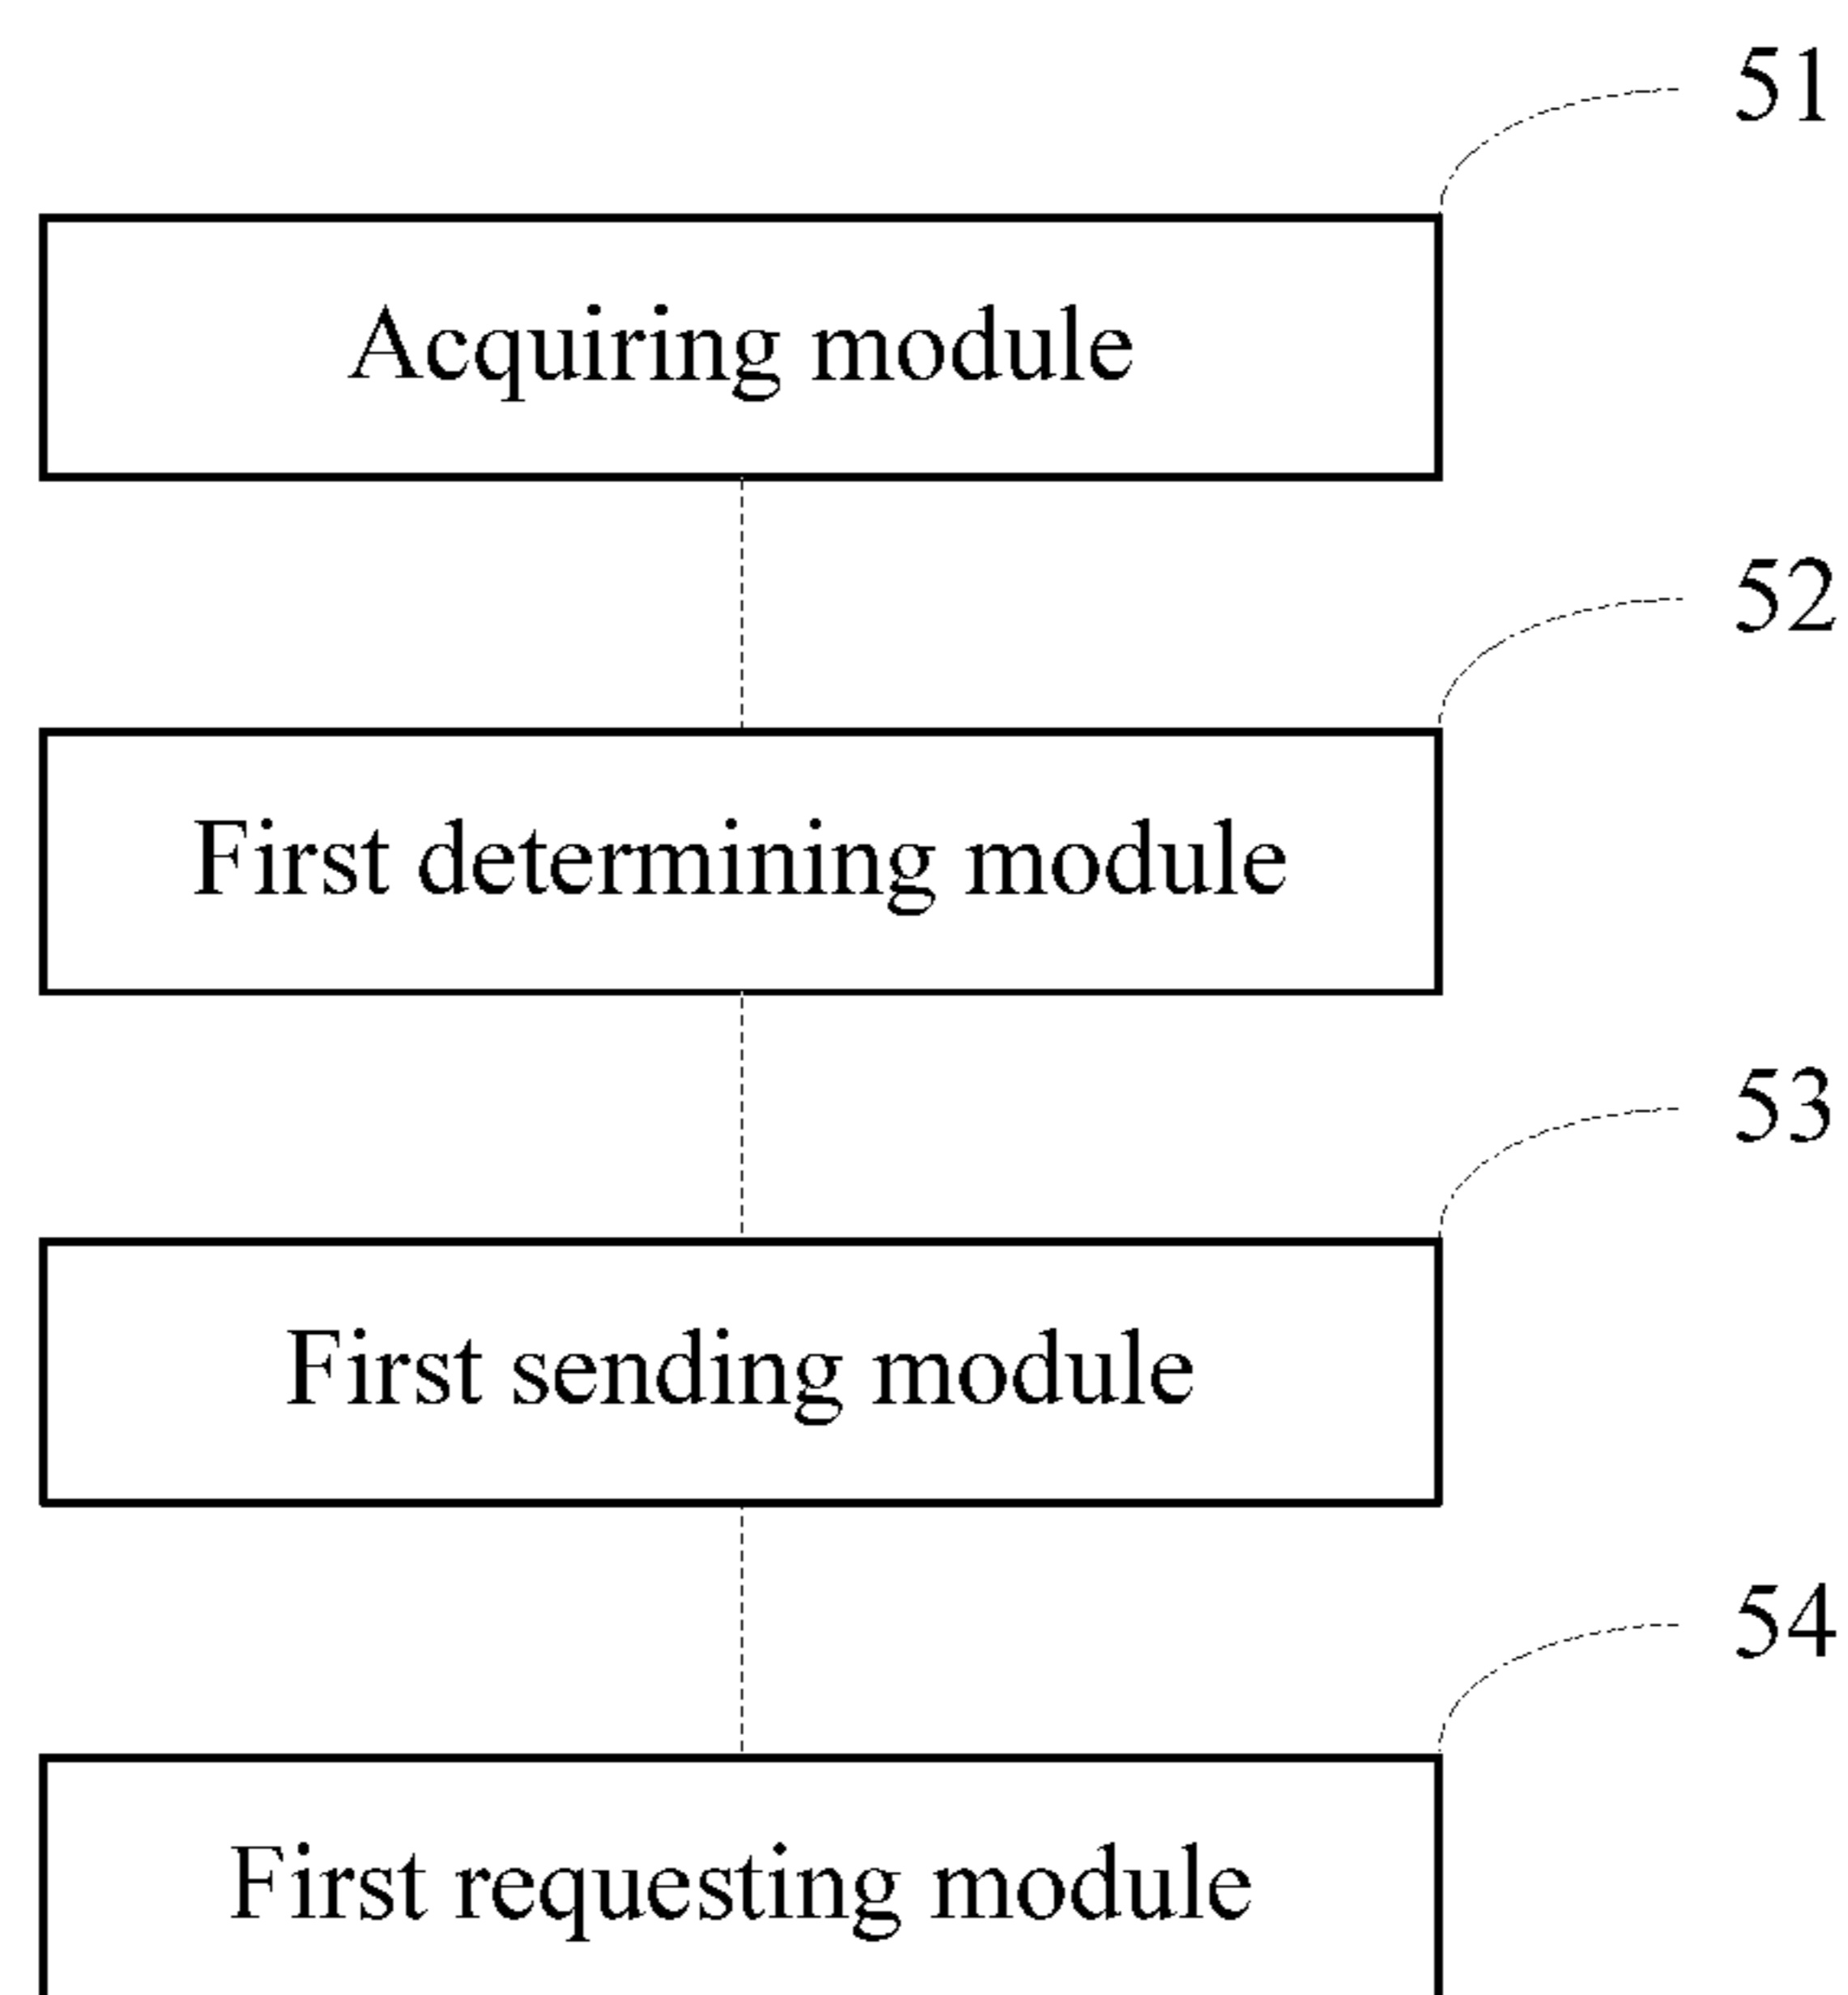 51
Acquiring module
52
First determining module
53
First sending module
54
First requesting module